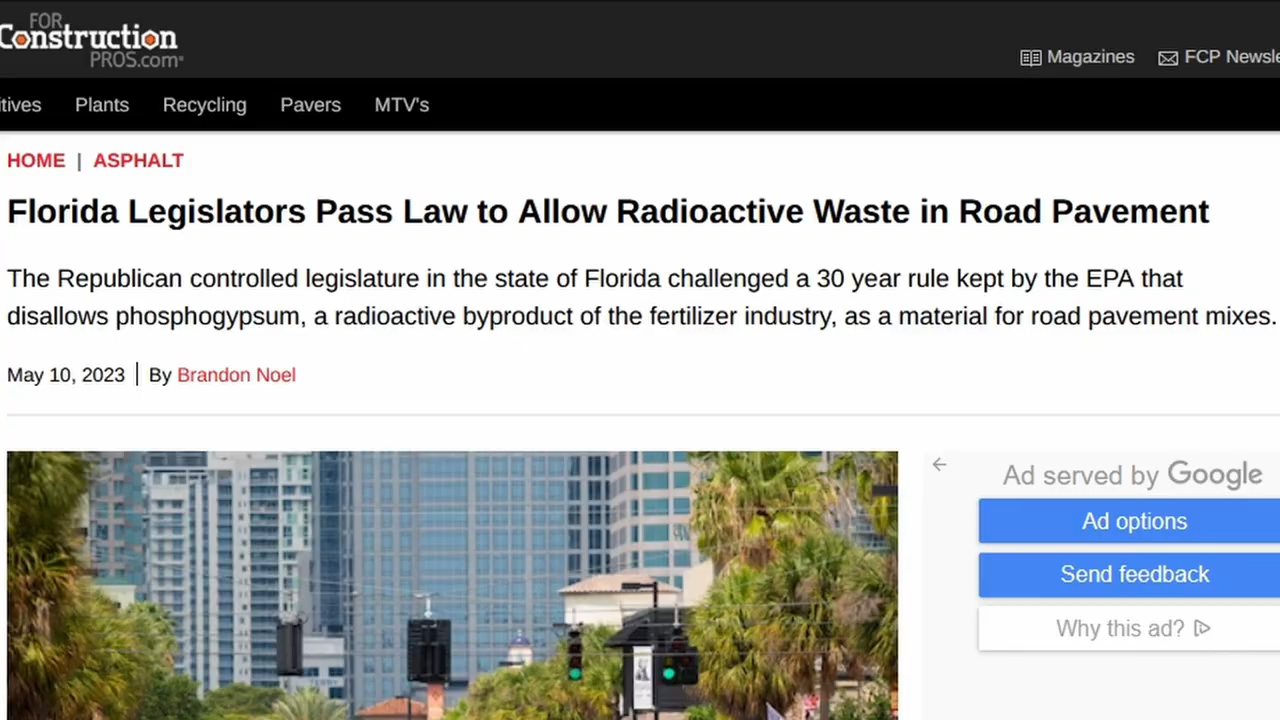 FOR
Construction
PROS.com
Magazines
FCP Newsle
itives
Plants
Recycling
Pavers
MTV's
HOME | ASPHALT
Florida Legislators Pass Law to Allow Radioactive Waste in Road Pavement
The Republican controlled legislature in the state of Florida challenged a 30 year rule kept by the EPA that
disallows phosphogypsum, a radioactive byproduct of the fertilizer industry, as a material for road pavement mixes.
May 10, 2023 | By Brandon Noel
Ad served by Google
Ad options
Send feedback
Why this ad?